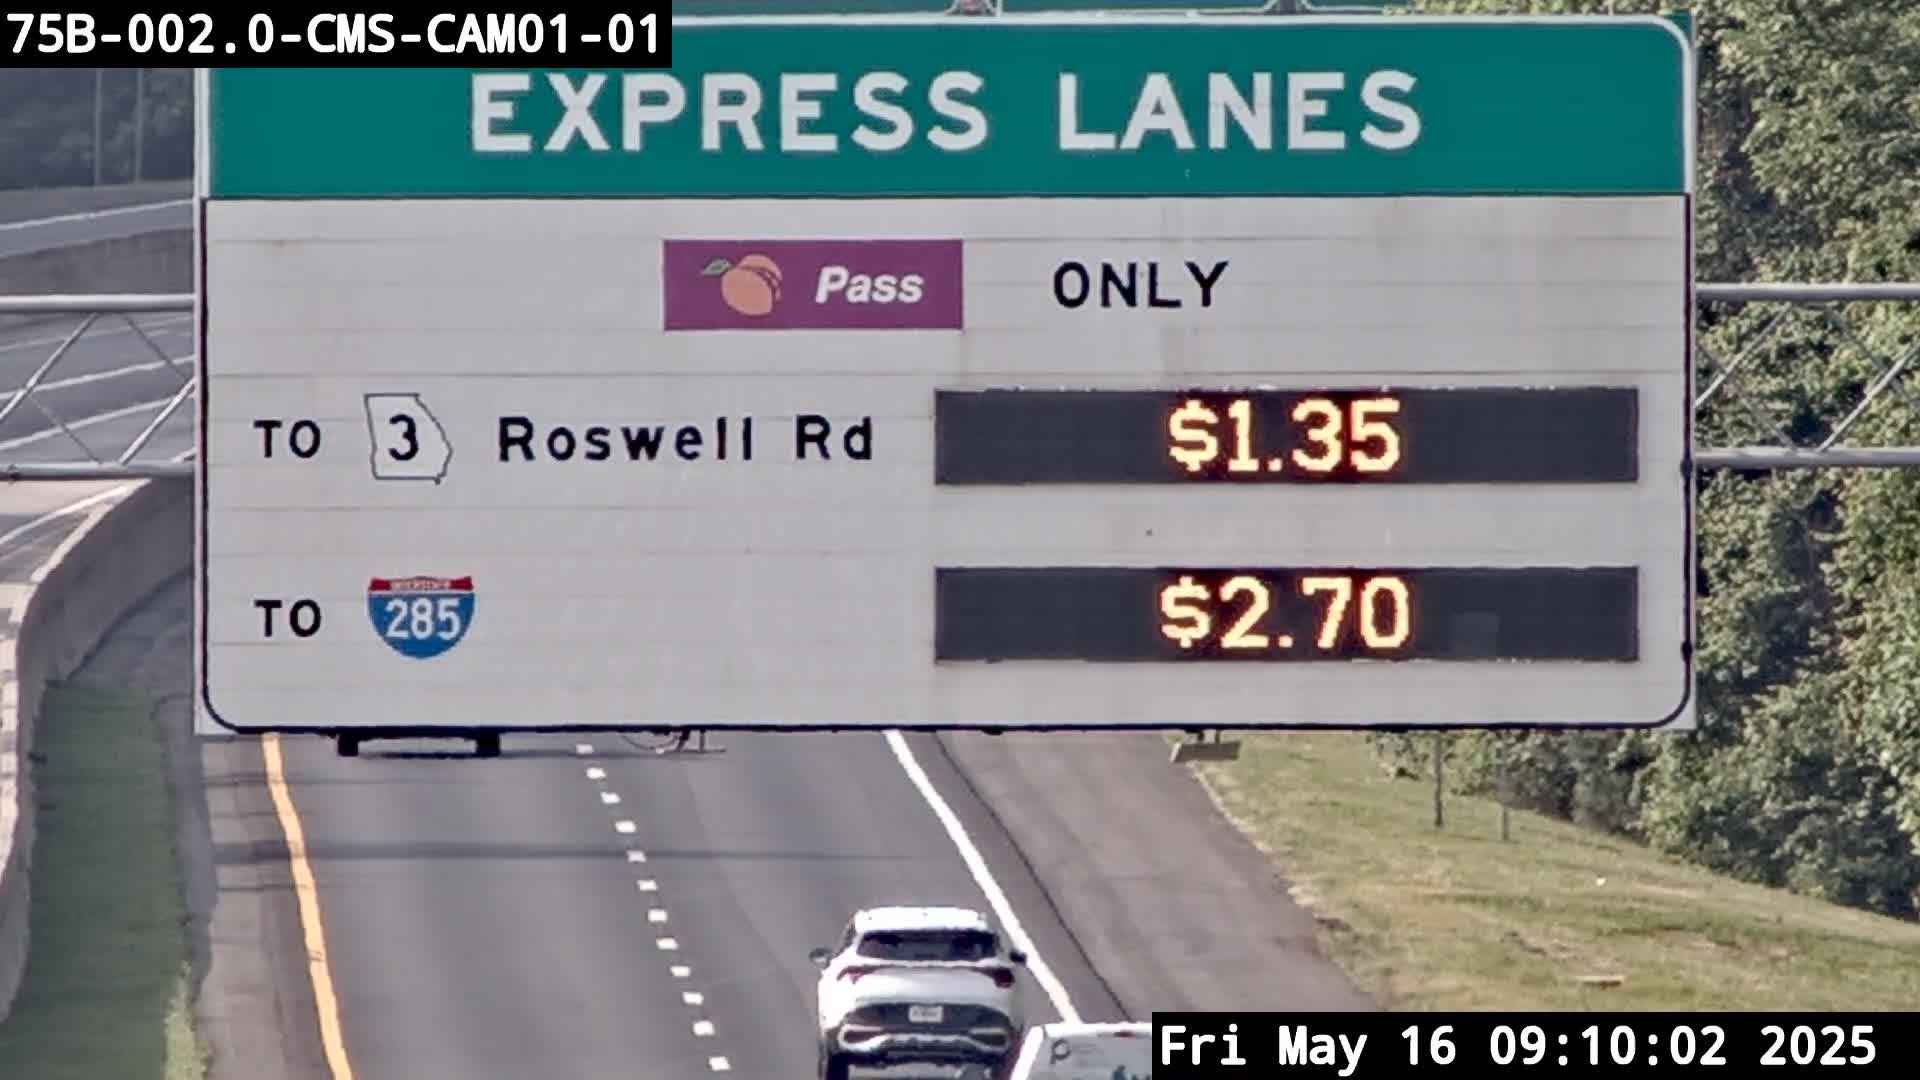 75B-002.0-CMS-CAM01-01
EXPRESS LANES
Pass ONLY
TO 3 Roswell Rd $1.35
INTERSTATE
TO 285 $2.70
Fri May 16 09:10:02 2025